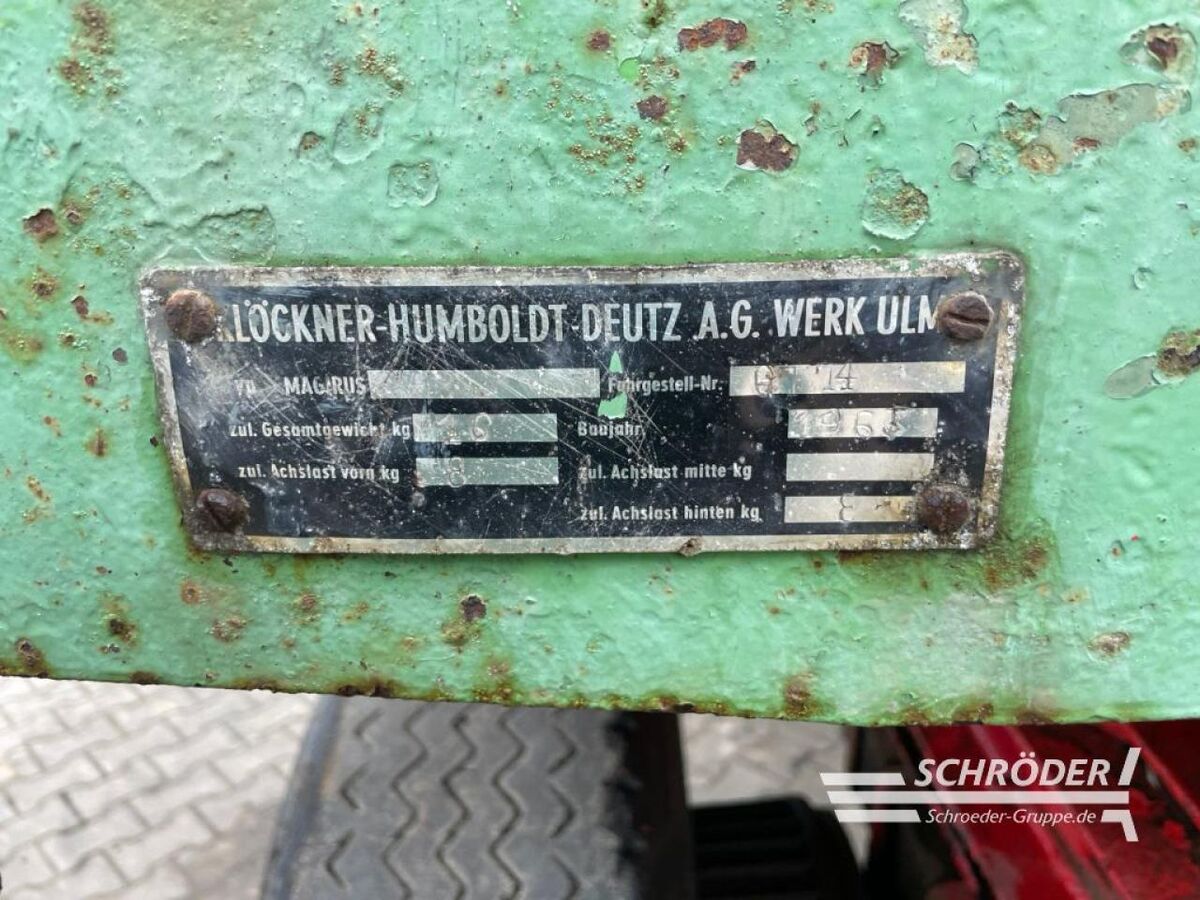 KLÖCKNER-HUMBOLDT-DEUTZ A.G. WERK ULM
MAGIRUS Fahrgestell-Nr.
zul. Gesamtgewicht kg Baujahr 1965
zul. Achslast vorn kg zul. Achslast mitte kg
zul. Achslast hinten kg
SCHRÖDER
Schroeder-Gruppe.de